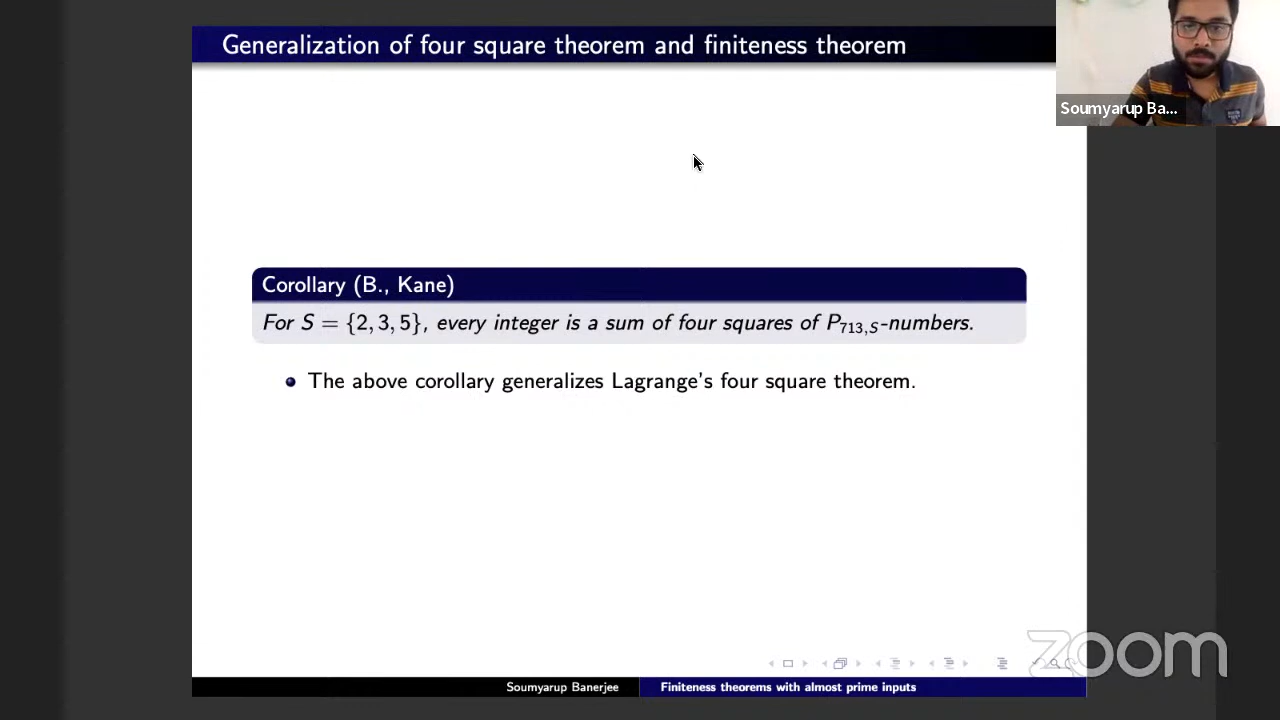 Generalization of four square theorem and finiteness theorem
Soumyarup Ba...
Corollary (B., Kane)
For S = {2, 3, 5}, every integer is a sum of four squares of P₇₁₃,S-numbers.
The above corollary generalizes Lagrange's four square theorem.
zoom
Soumyarup Banerjee
Finiteness theorems with almost prime inputs